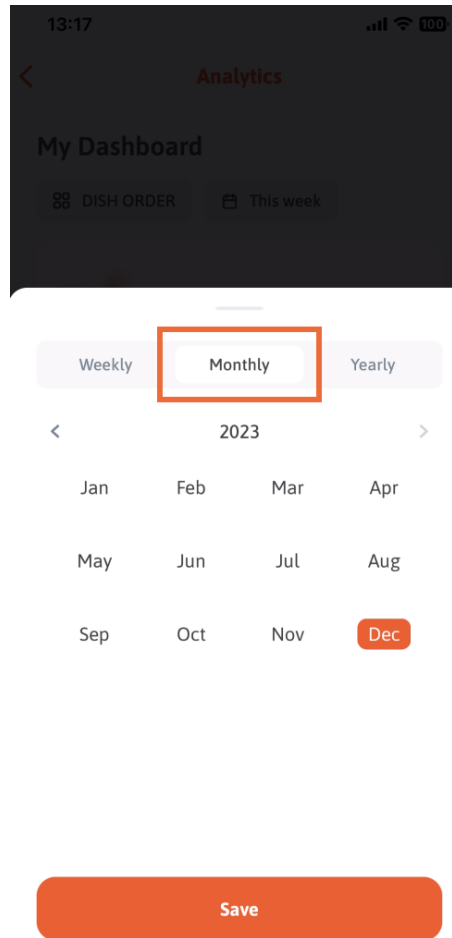 13:17 100
Analytics
My Dashboard
DISH ORDER This week
Weekly Monthly Yearly
2023
Jan Feb Mar Apr
May Jun Jul Aug
Sep Oct Nov Dec
Save